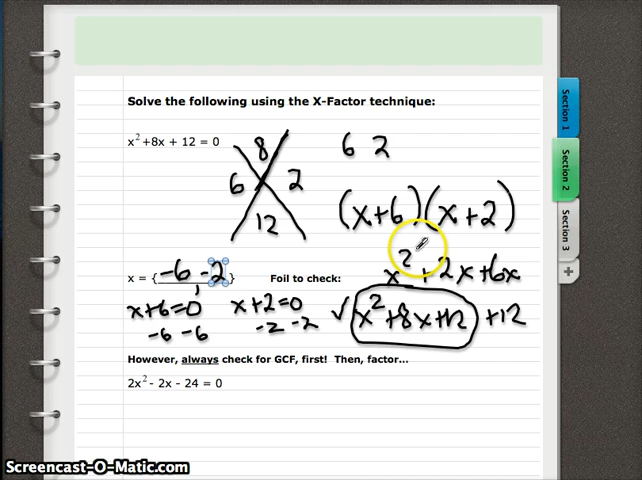 Solve the following using the X-Factor technique:
x² +8x + 12 = 0
8
6 2
12
6 2
(x+6)(x+2)
x² + 2x + 6x
+12
x = {-6, -2}
Foil to check:
x+6=0
-6 -6
x+2=0
-2 -2
√x² +8x+12
However, always check for GCF, first! Then, factor...
2x² - 2x - 24 = 0
Section 1
Section 2
Section 3
Screencast-O-Matic.com